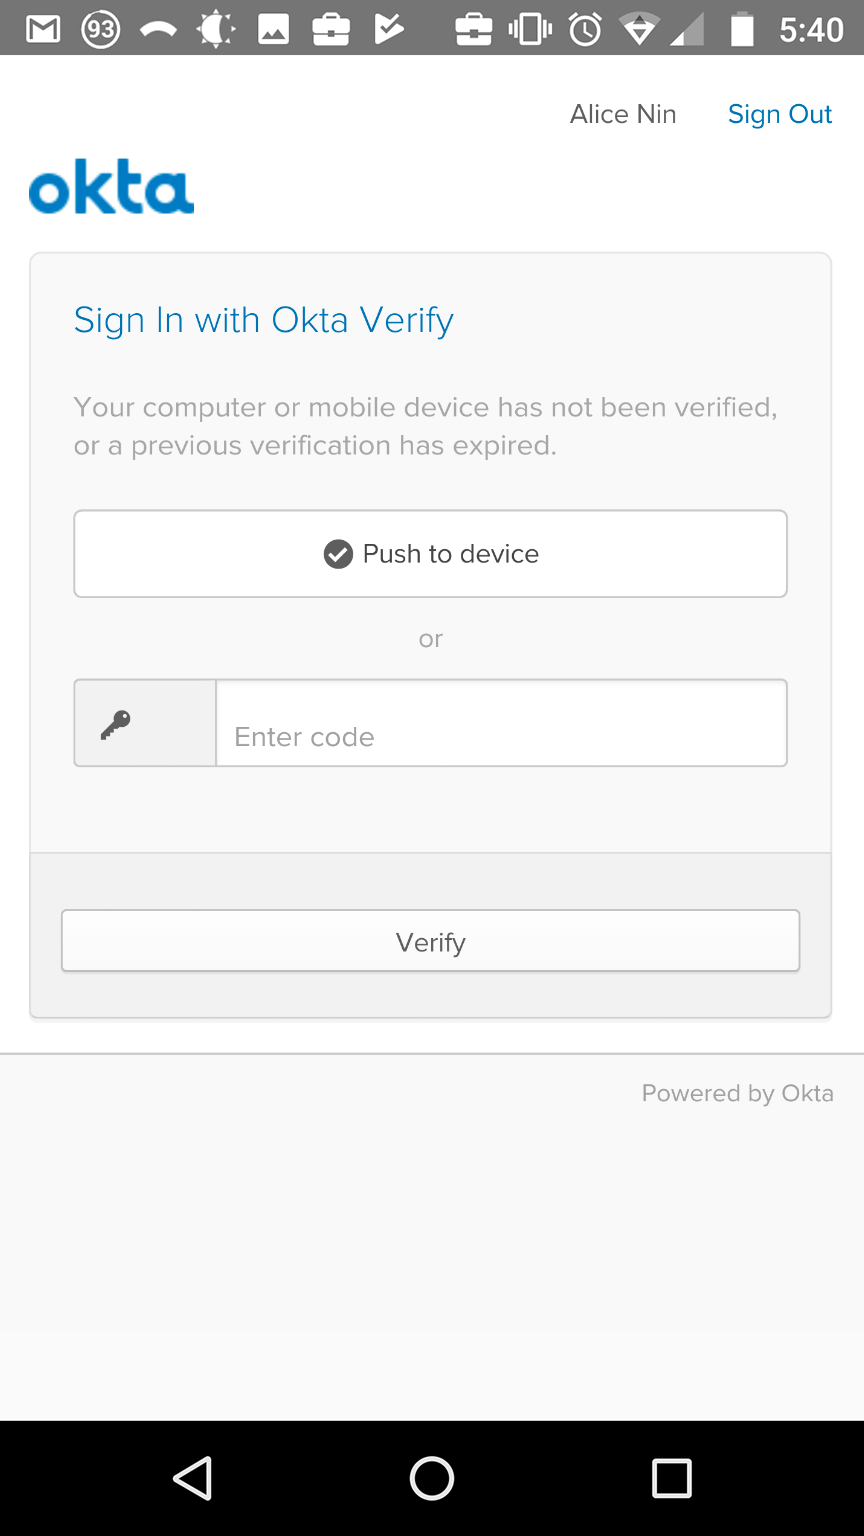 93
5:40
Alice Nin Sign Out
okta
Sign In with Okta Verify
Your computer or mobile device has not been verified,
or a previous verification has expired.
Push to device
or
Enter code
Verify
Powered by Okta